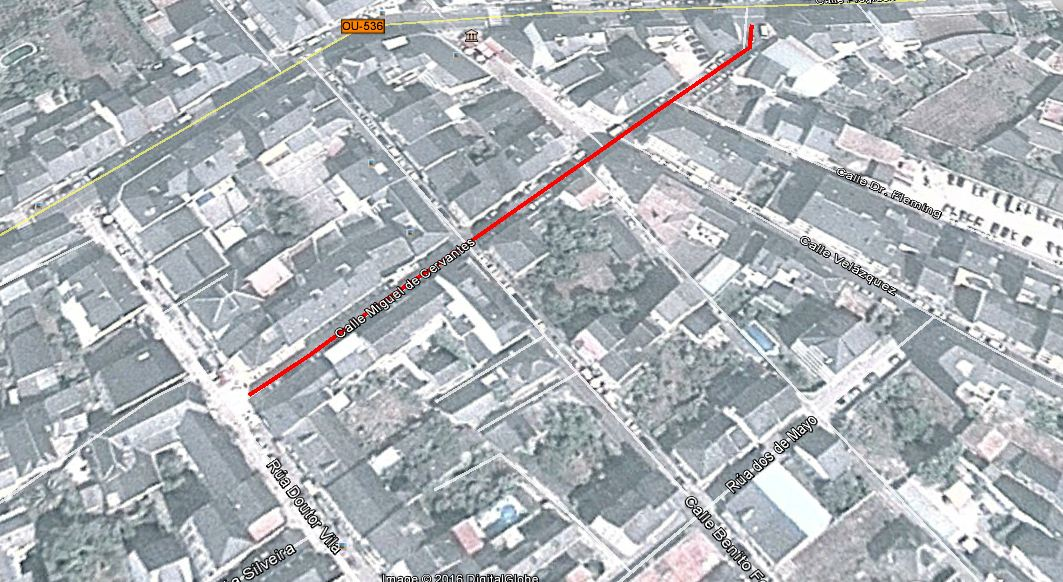 OU-536
Calle Dr. Fleming
Calle Velázquez
Calle Miguel de Cervantes
Rúa dos de Mayo
Rúa Doutor Vila
Calle Benito
Silveira
Image © 2016 DigitalGlobe